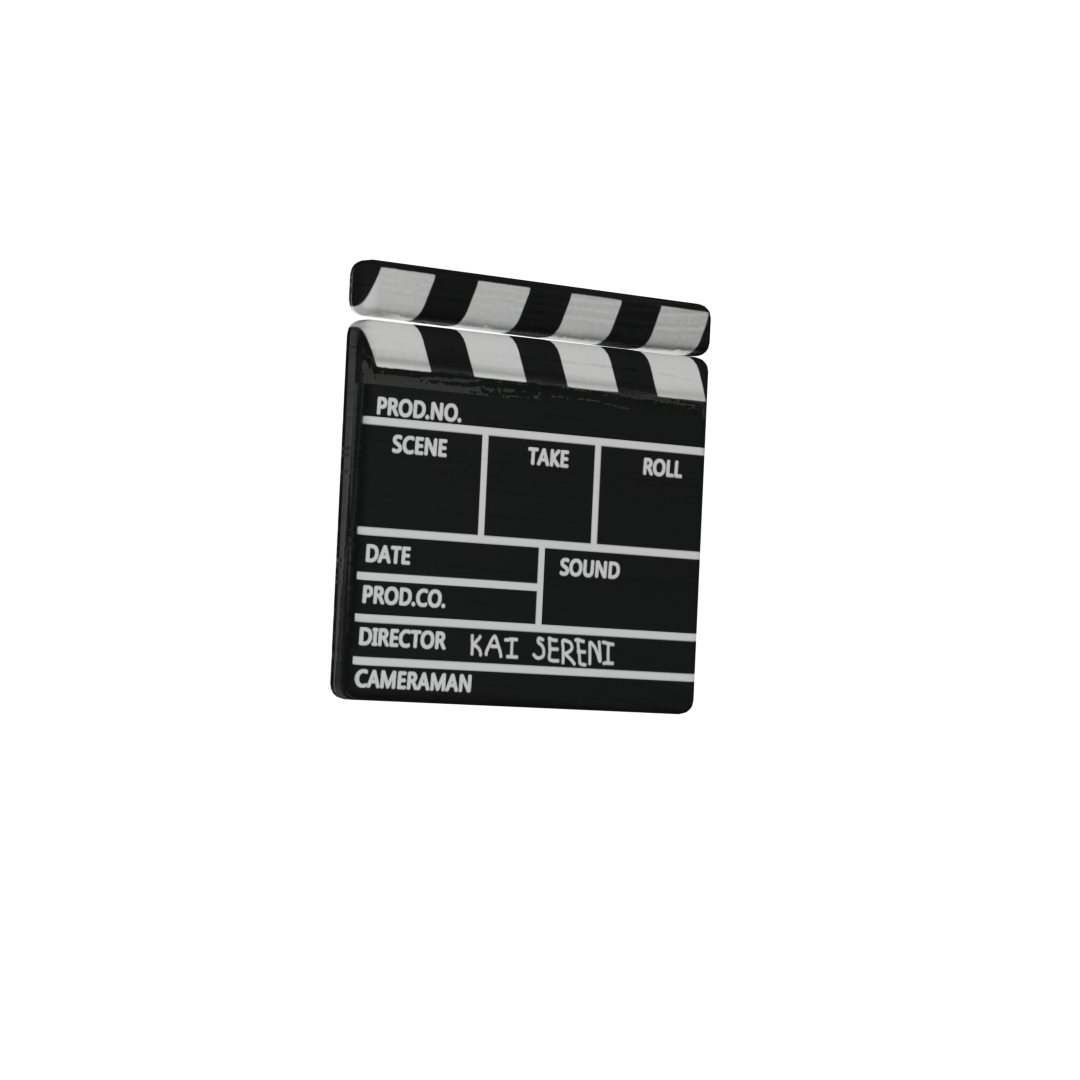 PROD.NO.
SCENE TAKE ROLL
DATE SOUND
PROD.CO.
DIRECTOR KAI SERENI
CAMERAMAN